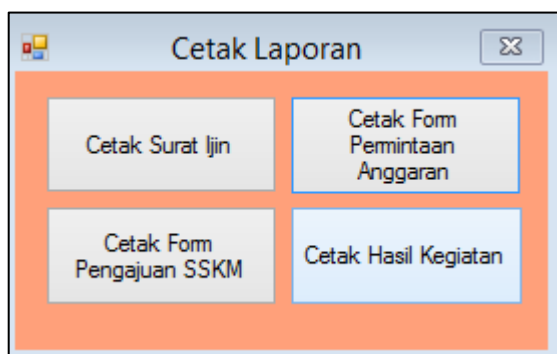 Cetak Laporan
Cetak Surat Ijin
Cetak Form
Permintaan
Anggaran
Cetak Form
Pengajuan SSKM
Cetak Hasil Kegiatan